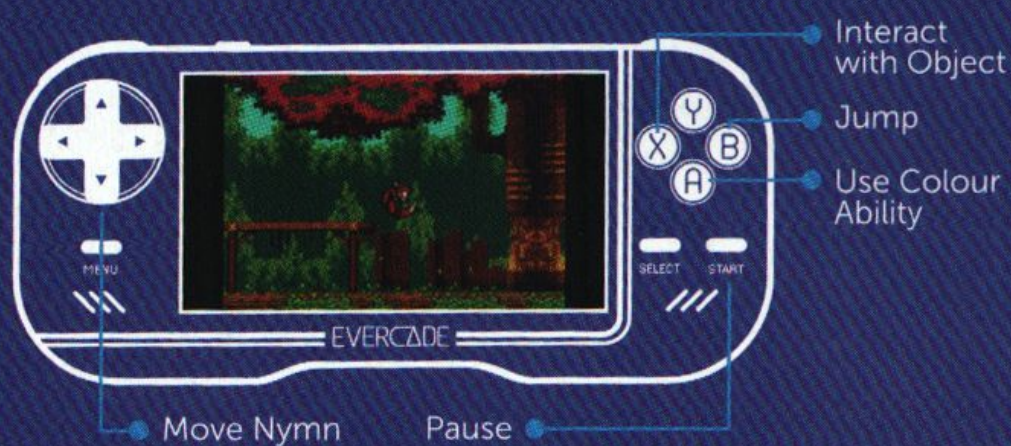 Interact
with Object
Y
Jump
X
B
A
Use Colour
Ability
MENU
SELECT
START
EVERCADE
Move Nymn
Pause